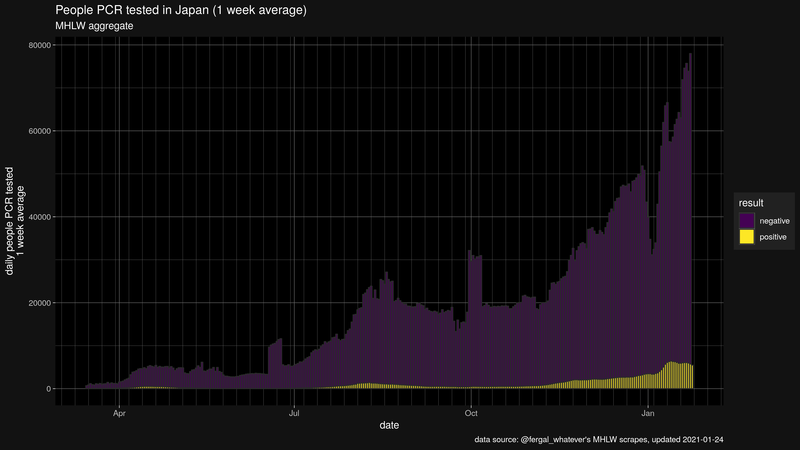 People PCR tested in Japan (1 week average)
MHLW aggregate
daily people PCR tested
1 week average
80000
60000
40000
20000
0
Apr
Jul
Oct
Jan
date
result
negative
positive
data source: @fergal_whatever's MHLW scrapes, updated 2021-01-24